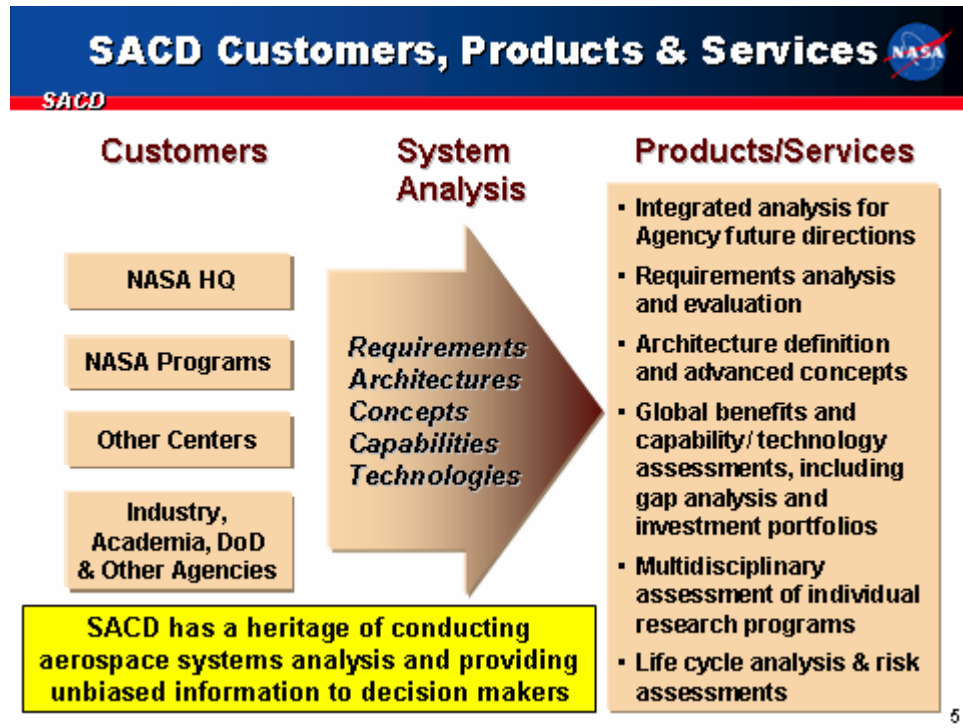 SACD Customers, Products & Services
NASA
SACD
Customers
NASA HQ
NASA Programs
Other Centers
Industry,
Academia, DoD
& Other Agencies
System
Analysis
Requirements
Architectures
Concepts
Capabilities
Technologies
Products/Services
▪ Integrated analysis for
Agency future directions
▪ Requirements analysis
and evaluation
▪ Architecture definition
and advanced concepts
▪ Global benefits and
capability/technology
assessments, including
gap analysis and
investment portfolios
▪ Multidisciplinary
assessment of individual
research programs
▪ Life cycle analysis & risk
assessments
SACD has a heritage of conducting
aerospace systems analysis and providing
unbiased information to decision makers
5